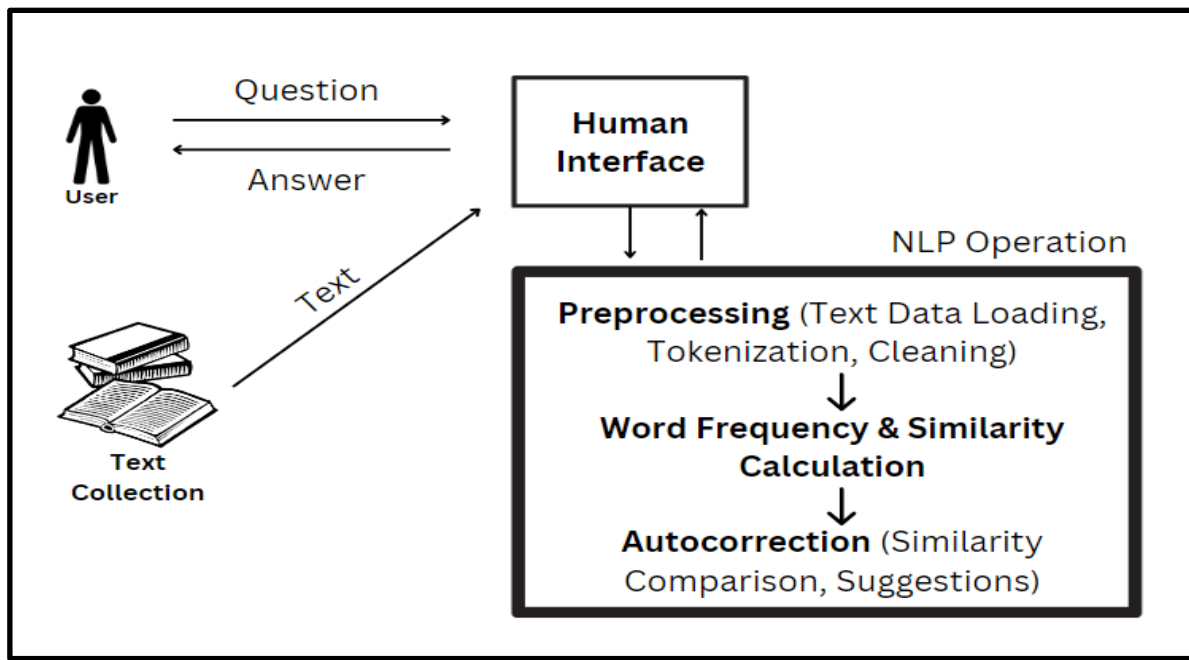 Question
Answer
User
Human
Interface
Text
Text
Collection
NLP Operation
Preprocessing (Text Data Loading,
Tokenization, Cleaning)
Word Frequency & Similarity
Calculation
Autocorrection (Similarity
Comparison, Suggestions)